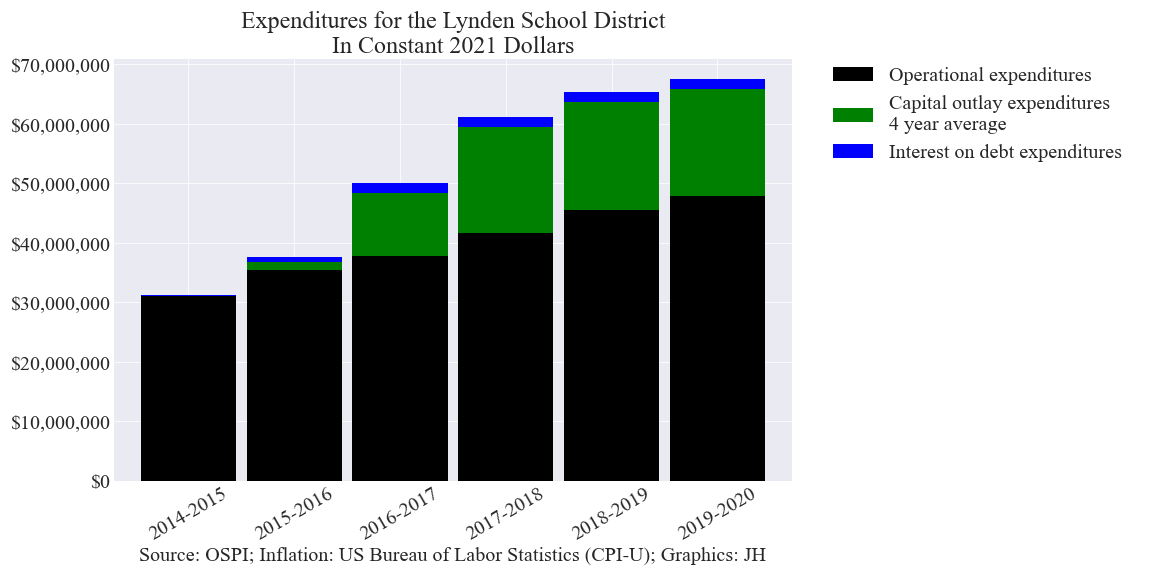 Expenditures for the Lynden School District
In Constant 2021 Dollars
$70,000,000
$60,000,000
$50,000,000
$40,000,000
$30,000,000
$20,000,000
$10,000,000
$0
2014-2015
2015-2016
2016-2017
2017-2018
2018-2019
2019-2020
Source: OSPI; Inflation: US Bureau of Labor Statistics (CPI-U); Graphics: JH
Operational expenditures
Capital outlay expenditures
4 year average
Interest on debt expenditures